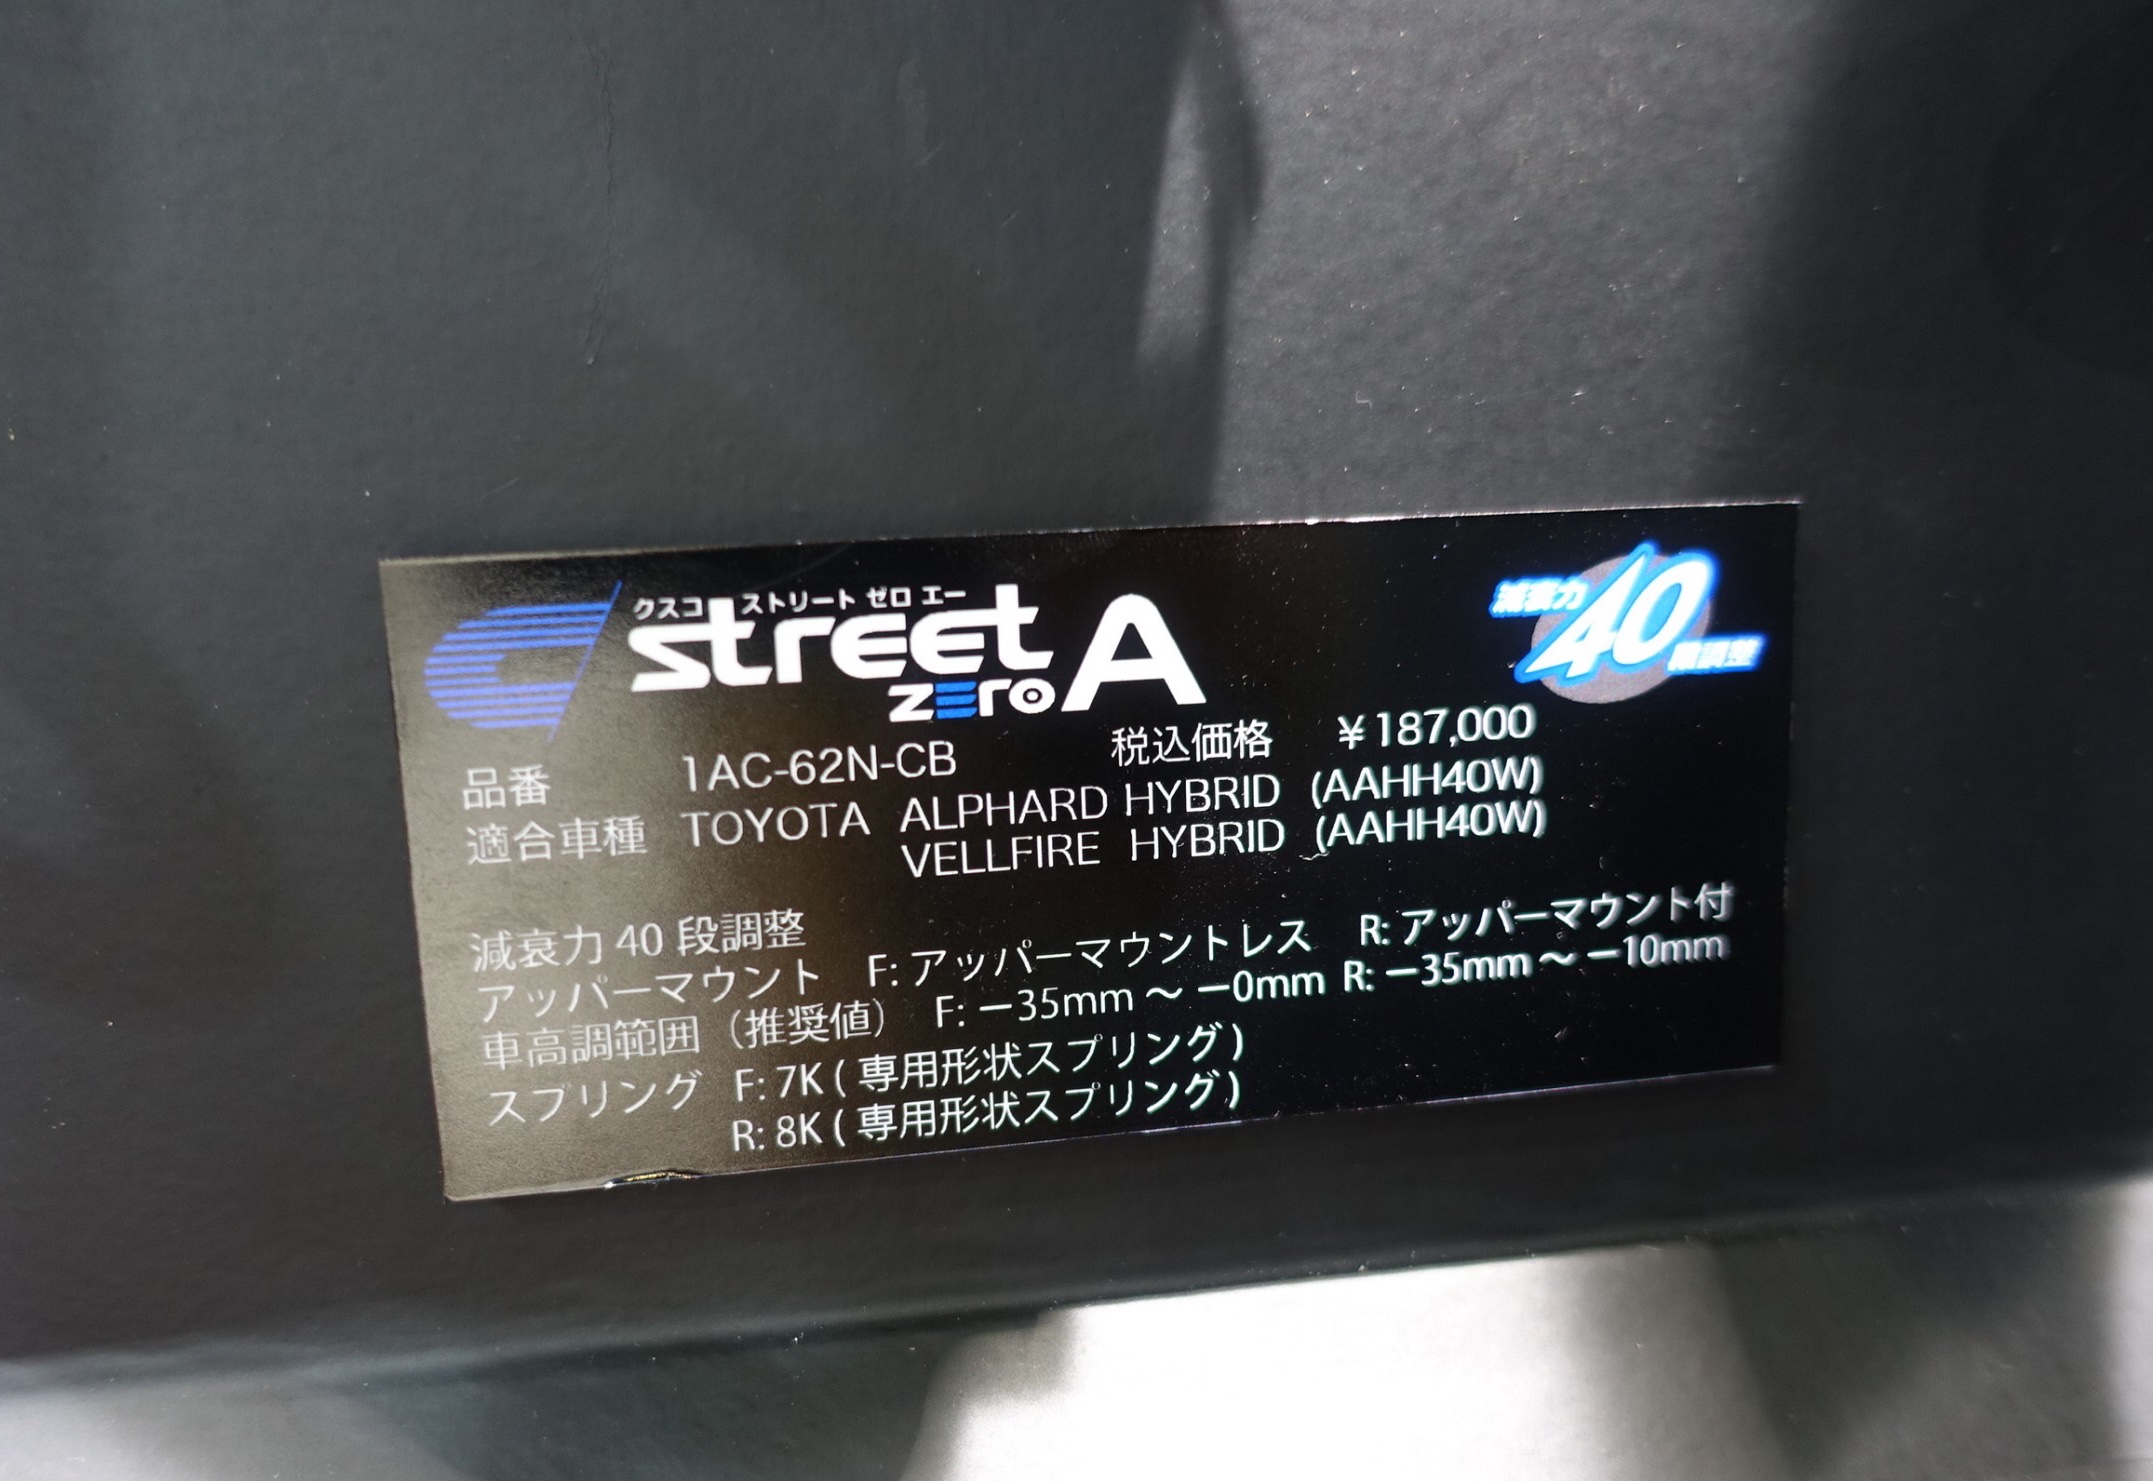 クスコ ストリート ゼロ エー
street
zero A
減衰力
40
段調整
品番 1AC-62N-CB 税込価格 ￥187,000
適合車種 TOYOTA ALPHARD HYBRID (AAHH40W)
VELLFIRE HYBRID (AAHH40W)
減衰力 40 段調整
アッパーマウント F: アッパーマウントレス R: アッパーマウント付
車高調範囲（推奨値） F: －35mm ～ －0mm R: －35mm ～ －10mm
スプリング F: 7K ( 専用形状スプリング )
R: 8K ( 専用形状スプリング )